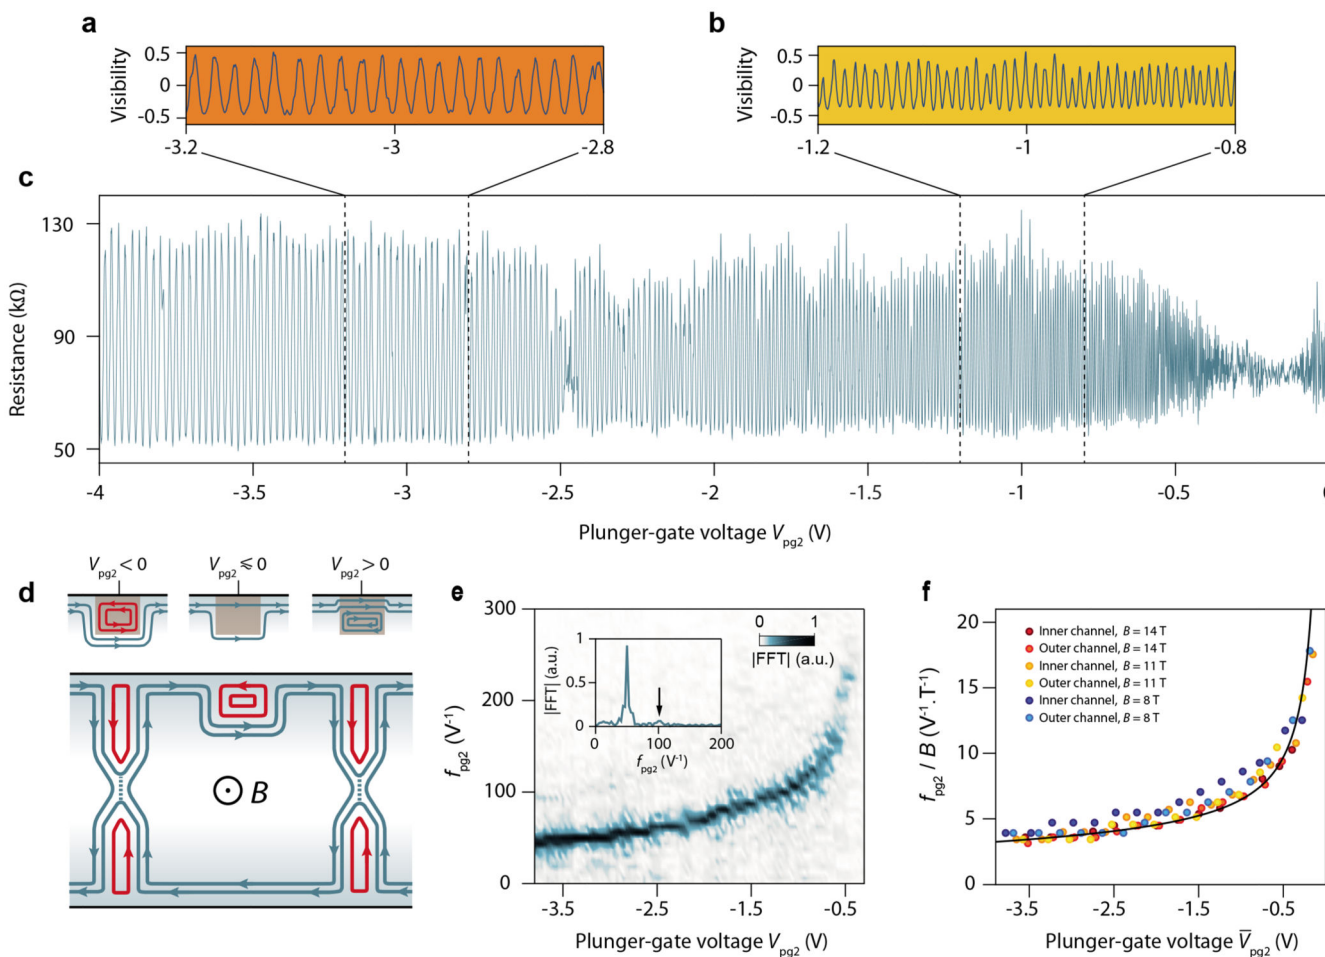 a
Visibility
0.5
0
-0.5
-3.2
-3
-2.8
b
Visibility
0.5
0
-0.5
-1.2
-1
-0.8
c
Resistance (kΩ)
130
90
50
-4
-3.5
-3
-2.5
-2
-1.5
-1
-0.5
0
Plunger-gate voltage Vpg2 (V)
d
Vpg2 < 0
Vpg2 ⩽ 0
Vpg2 > 0
B
e
fpg2 (V⁻¹)
300
200
100
0
-3.5
-2.5
-1.5
-0.5
Plunger-gate voltage Vpg2 (V)
|FFT| (a.u.)
1
0.5
0
0
100
200
fpg2 (V⁻¹)
0
1
|FFT| (a.u.)
f
fpg2 / B (V⁻¹.T⁻¹)
20
15
10
5
0
Inner channel, B = 14 T
Outer channel, B = 14 T
Inner channel, B = 11 T
Outer channel, B = 11 T
Inner channel, B = 8 T
Outer channel, B = 8 T
-3.5
-2.5
-1.5
-0.5
Plunger-gate voltage V̅pg2 (V)